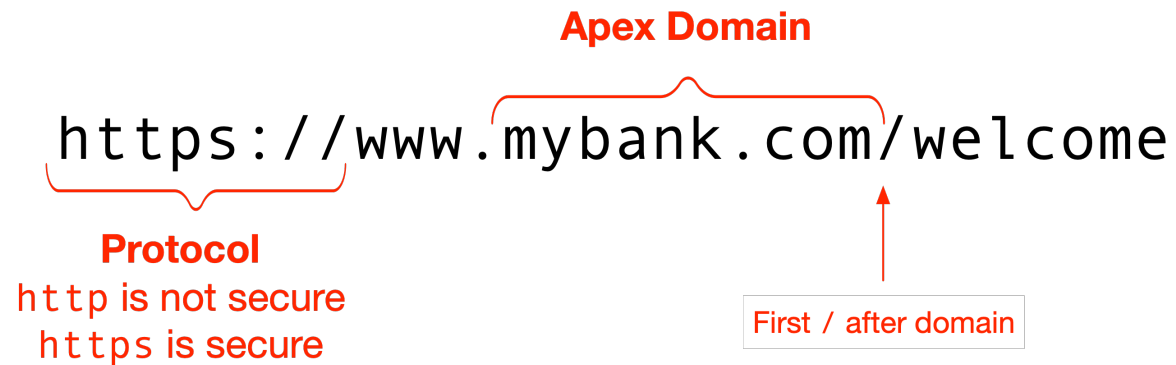 Apex Domain
https://www.mybank.com/welcome
Protocol
http is not secure
https is secure
First / after domain